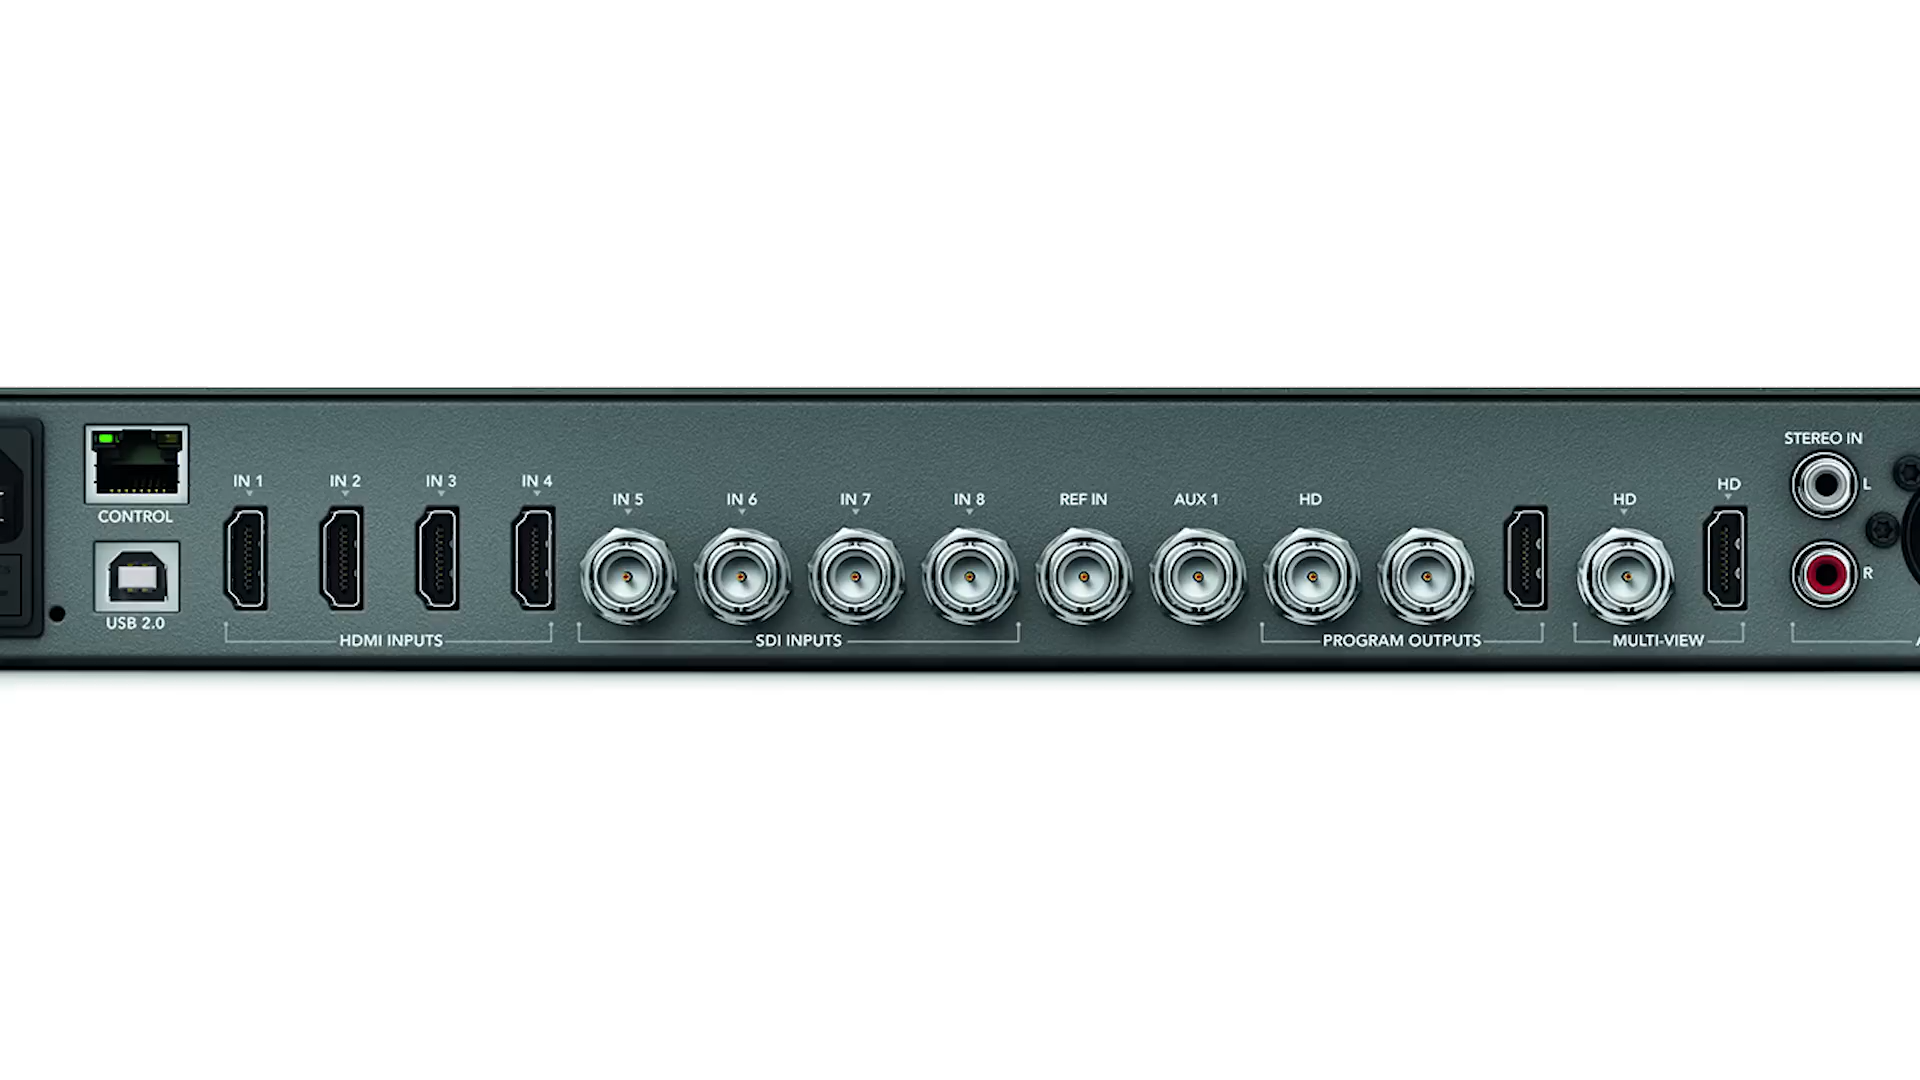 CONTROL
USB 2.0
IN 1
IN 2
IN 3
IN 4
HDMI INPUTS
IN 5
IN 6
IN 7
IN 8
SDI INPUTS
REF IN
AUX 1
HD
PROGRAM OUTPUTS
HD
HD
MULTI-VIEW
STEREO IN
L
R